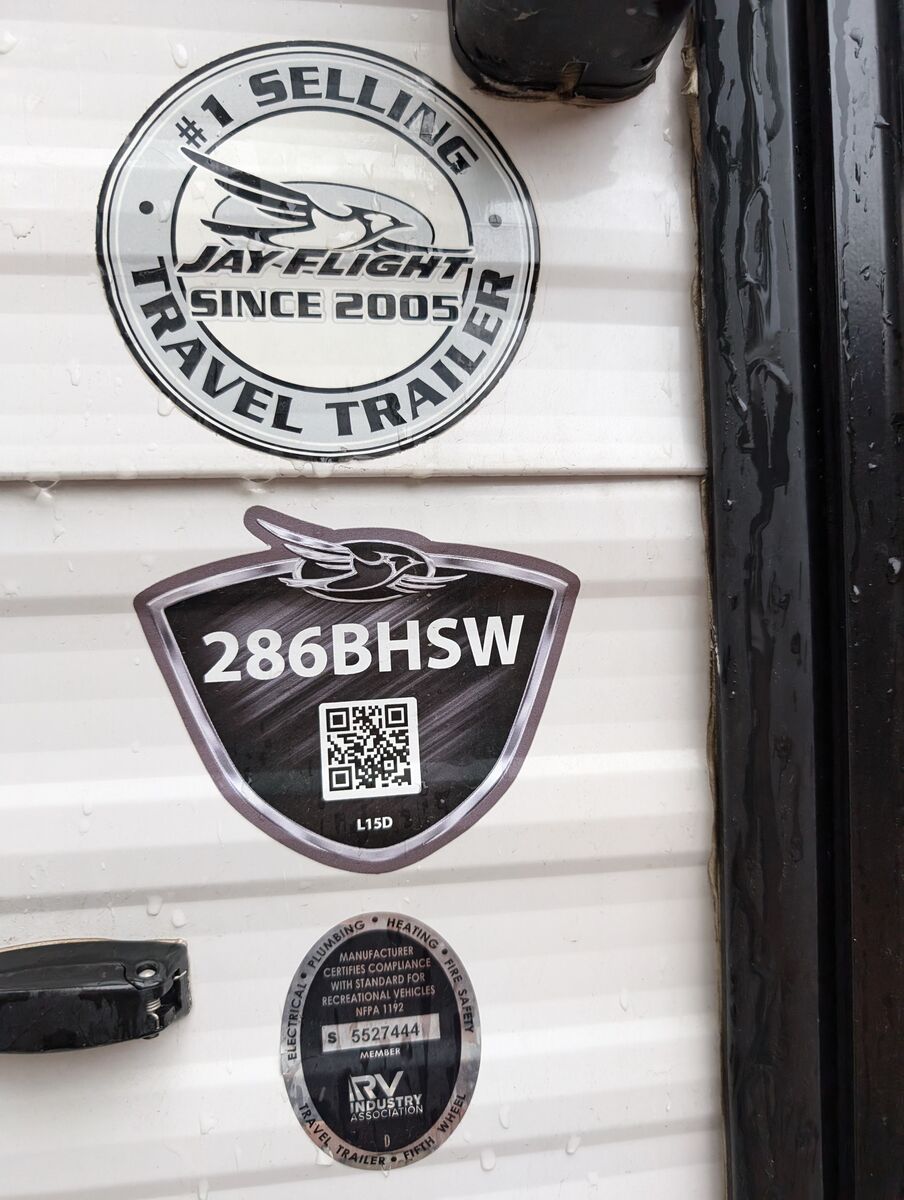 #1 SELLING
JAY FLIGHT
SINCE 2005
TRAVEL TRAILER
286BHSW
L15D
ELECTRICAL • PLUMBING • HEATING • FIRE SAFETY
MANUFACTURER
CERTIFIES COMPLIANCE
WITH STANDARD FOR
RECREATIONAL VEHICLES
NFPA 1192
S 5527444
MEMBER
RV
INDUSTRY
ASSOCIATION
D
TRAVEL TRAILER • FIFTH WHEEL